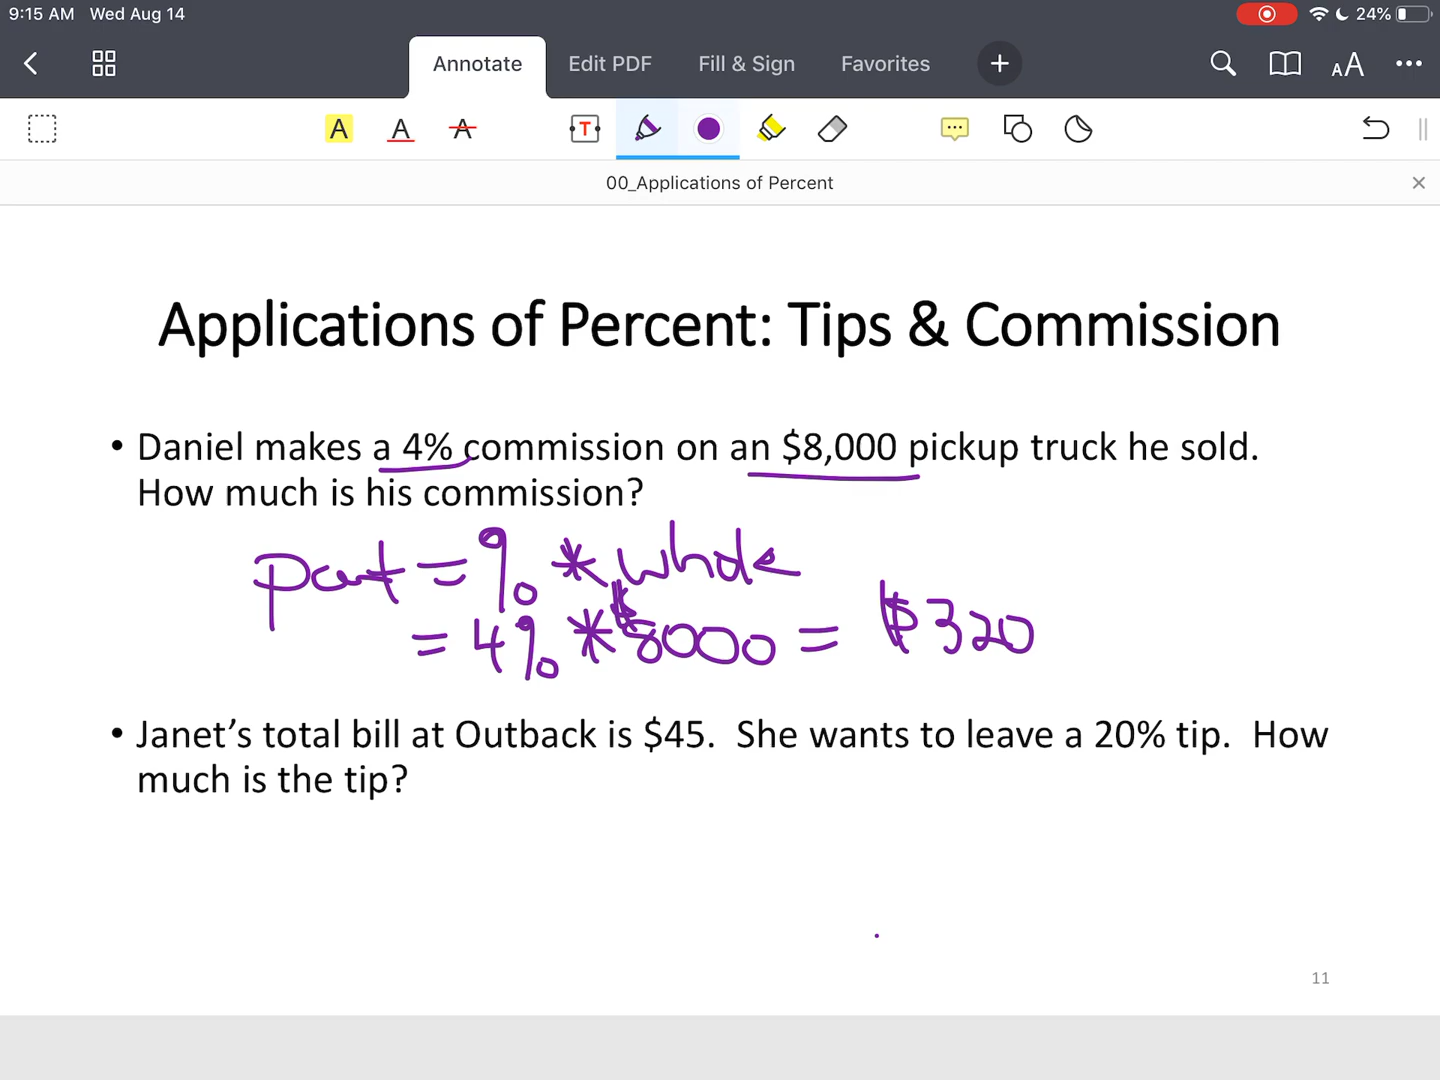 9:15 AM Wed Aug 14 24%
Annotate Edit PDF Fill & Sign Favorites
A A A T AA
00_Applications of Percent
Applications of Percent: Tips & Commission
• Daniel makes a 4% commission on an $8,000 pickup truck he sold.
How much is his commission?
part = % * whole
= 4% * $8000 = $320
• Janet’s total bill at Outback is $45. She wants to leave a 20% tip. How
much is the tip?
11